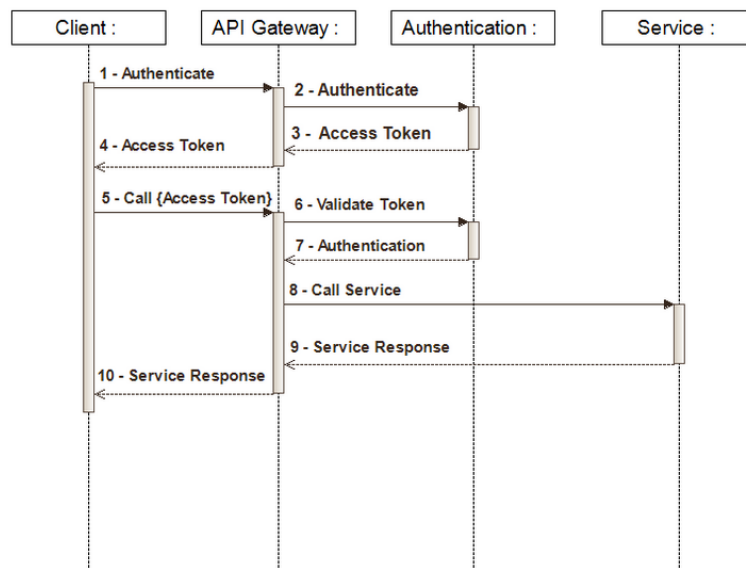 Client :
API Gateway :
Authentication :
Service :
1 - Authenticate
2 - Authenticate
3 - Access Token
4 - Access Token
5 - Call {Access Token}
6 - Validate Token
7 - Authentication
8 - Call Service
9 - Service Response
10 - Service Response